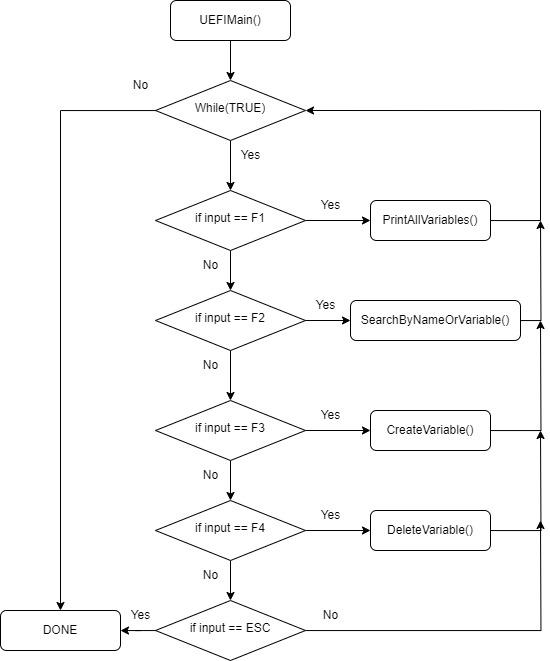 UEFIMain()
No
While(TRUE)
Yes
if input == F1
Yes
PrintAllVariables()
No
if input == F2
Yes
SearchByNameOrVariable()
No
if input == F3
Yes
CreateVariable()
No
if input == F4
Yes
DeleteVariable()
No
DONE
Yes
if input == ESC
No